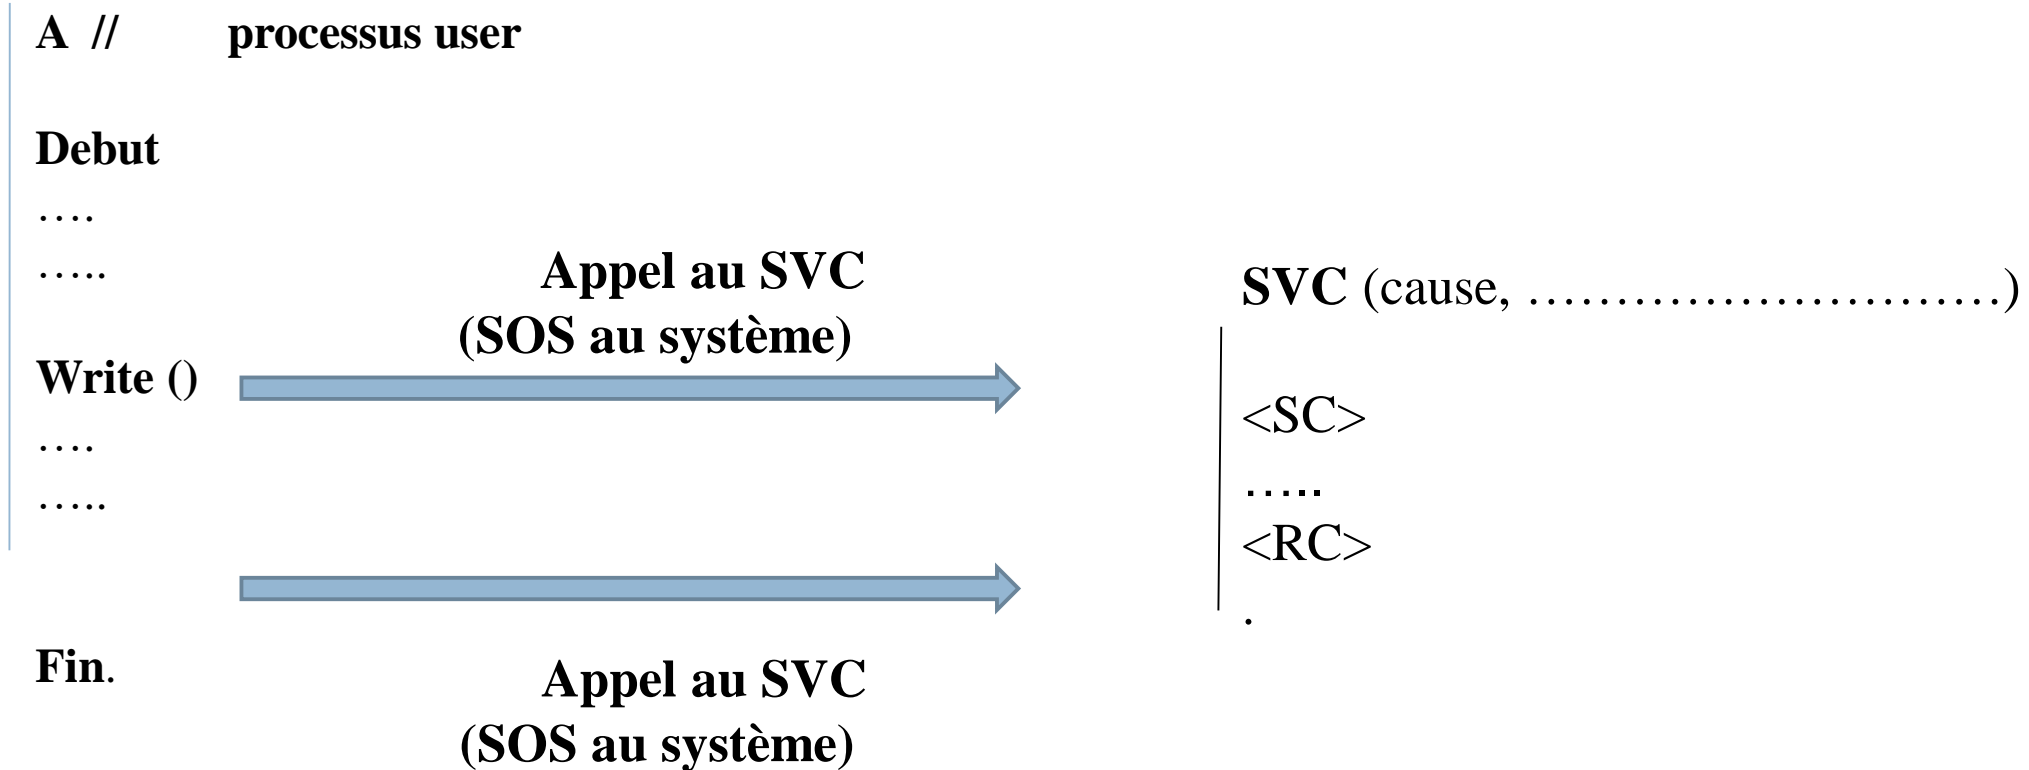 A // processus user
Debut
….
…..
Appel au SVC
(SOS au système)
Write ()
….
…..
Fin.
Appel au SVC
(SOS au système)
SVC (cause, ………………………)
<SC>
…..
<RC>
.